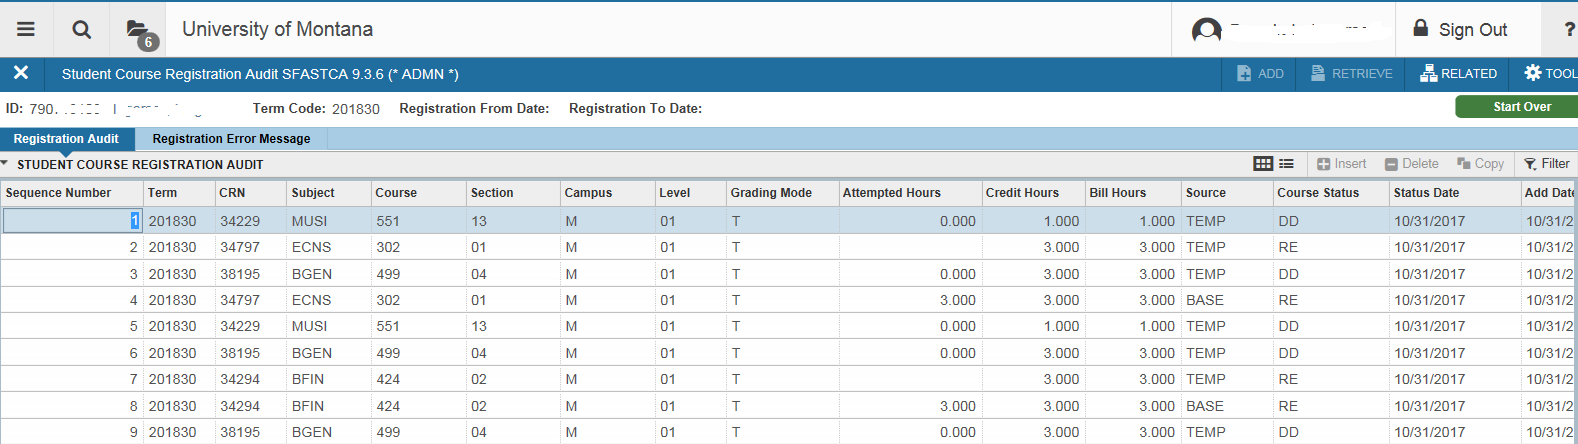 6 University of Montana Sign Out ?
Student Course Registration Audit SFASTCA 9.3.6 (* ADMN *) ADD RETRIEVE RELATED TOOL
ID: 790 Term Code: 201830 Registration From Date: Registration To Date: Start Over
Registration Audit Registration Error Message
STUDENT COURSE REGISTRATION AUDIT Insert Delete Copy Filter
Sequence Number Term CRN Subject Course Section Campus Level Grading Mode Attempted Hours Credit Hours Bill Hours Source Course Status Status Date Add Date
1 201830 34229 MUSI 551 13 M 01 T 0.000 1.000 1.000 TEMP DD 10/31/2017 10/31/2
2 201830 34797 ECNS 302 01 M 01 T 3.000 3.000 TEMP RE 10/31/2017 10/31/2
3 201830 38195 BGEN 499 04 M 01 T 0.000 3.000 3.000 TEMP DD 10/31/2017 10/31/2
4 201830 34797 ECNS 302 01 M 01 T 3.000 3.000 3.000 BASE RE 10/31/2017 10/31/2
5 201830 34229 MUSI 551 13 M 01 T 0.000 1.000 1.000 TEMP DD 10/31/2017 10/31/2
6 201830 38195 BGEN 499 04 M 01 T 0.000 3.000 3.000 TEMP DD 10/31/2017 10/31/2
7 201830 34294 BFIN 424 02 M 01 T 3.000 3.000 TEMP RE 10/31/2017 10/31/2
8 201830 34294 BFIN 424 02 M 01 T 3.000 3.000 3.000 BASE RE 10/31/2017 10/31/2
9 201830 38195 BGEN 499 04 M 01 T 0.000 3.000 3.000 TEMP DD 10/31/2017 10/31/2